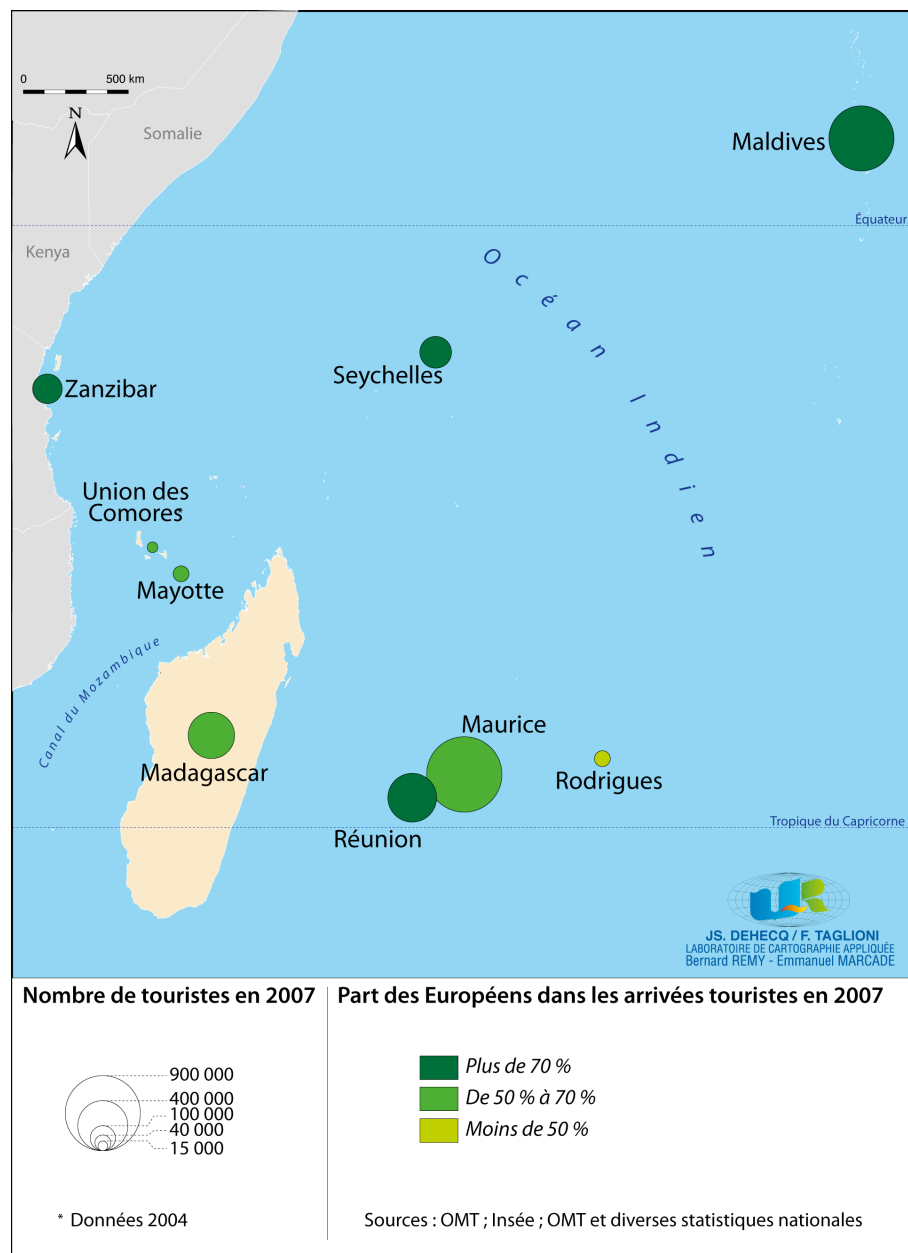 0 500 km
N
Somalie
Maldives
Équateur
Kenya
Océan Indien
Seychelles
Zanzibar
Union des
Comores
Mayotte
Canal du Mozambique
Maurice
Madagascar
Rodrigues
Réunion
Tropique du Capricorne
UR
JS. DEHECQ / F. TAGLIONI
LABORATOIRE DE CARTOGRAPHIE APPLIQUÉE
Bernard REMY - Emmanuel MARCADE
Nombre de touristes en 2007
900 000
400 000
100 000
40 000
15 000
* Données 2004
Part des Européens dans les arrivées touristes en 2007
Plus de 70 %
De 50 % à 70 %
Moins de 50 %
Sources : OMT ; Insée ; OMT et diverses statistiques nationales